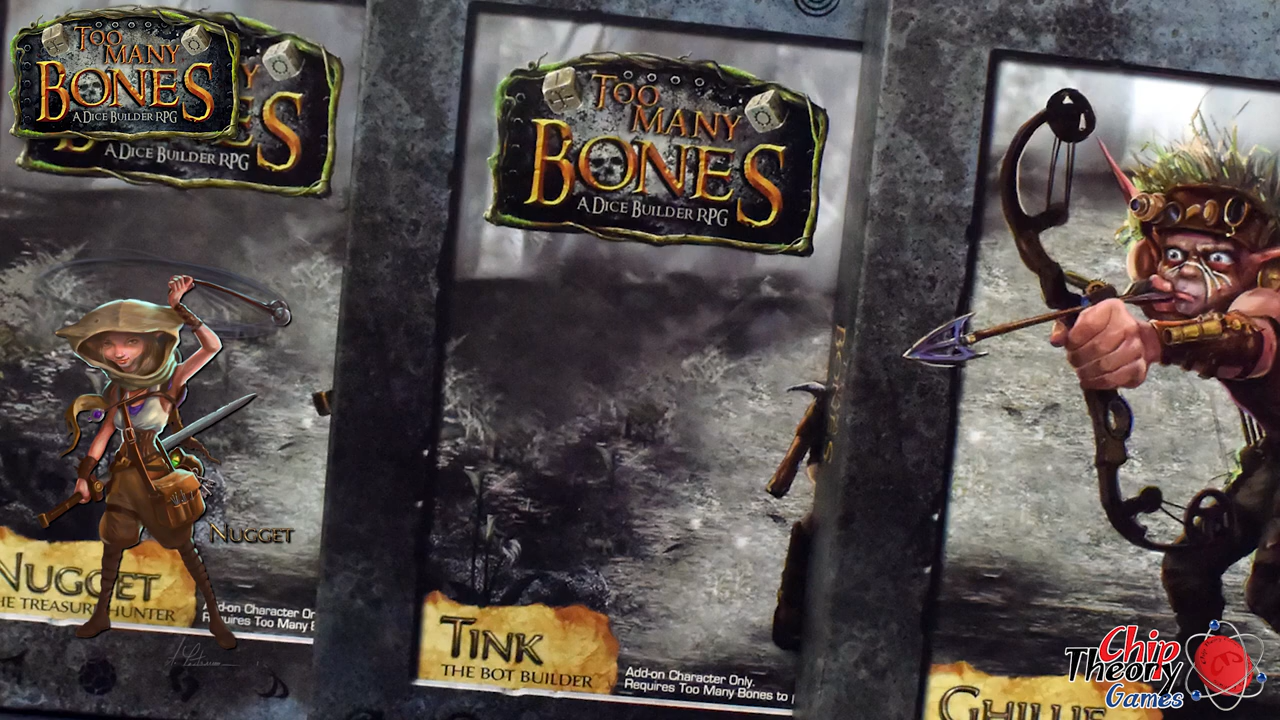 Too
Many
Bones
A Dice Builder RPG
Bones
A Dice Builder RPG
Too
Many
Bones
A Dice Builder RPG
Nugget
Nugget
The Treasure Hunter
Add-on Character
Requires Too Many
Tink
The Bot Builder
Add-on Character Only.
Requires Too Many Bones to
Ghillie
Chip
Theory
Games